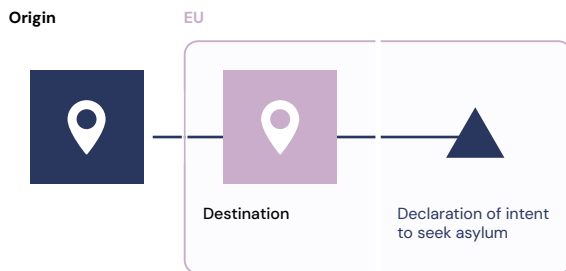 Origin
EU
Destination
Declaration of intent
to seek asylum